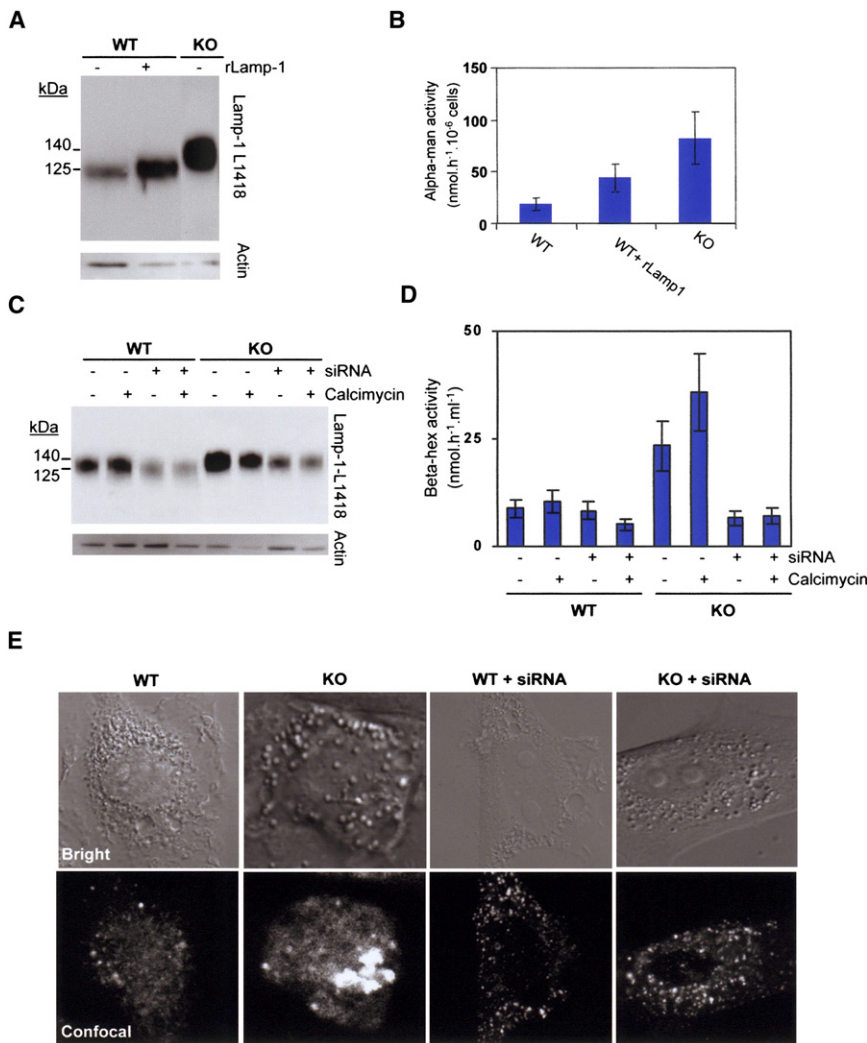 A
WT KO
- + - rLamp-1
kDa
140
125
Lamp-1 L1418
Actin
B
Alpha-man activity
(nmol.h⁻¹.10⁻⁶ cells)
150
100
50
0
WT
WT+ rLamp1
KO
C
WT KO
- - + + - - + + siRNA
- + - + - + - + Calcimycin
kDa
140
125
Lamp-1-L1418
Actin
D
Beta-hex activity
(nmol.h⁻¹.ml⁻¹)
50
25
0
- - + + - - + + siRNA
- + - + - + - + Calcimycin
WT KO
E
WT KO WT + siRNA KO + siRNA
Bright
Confocal